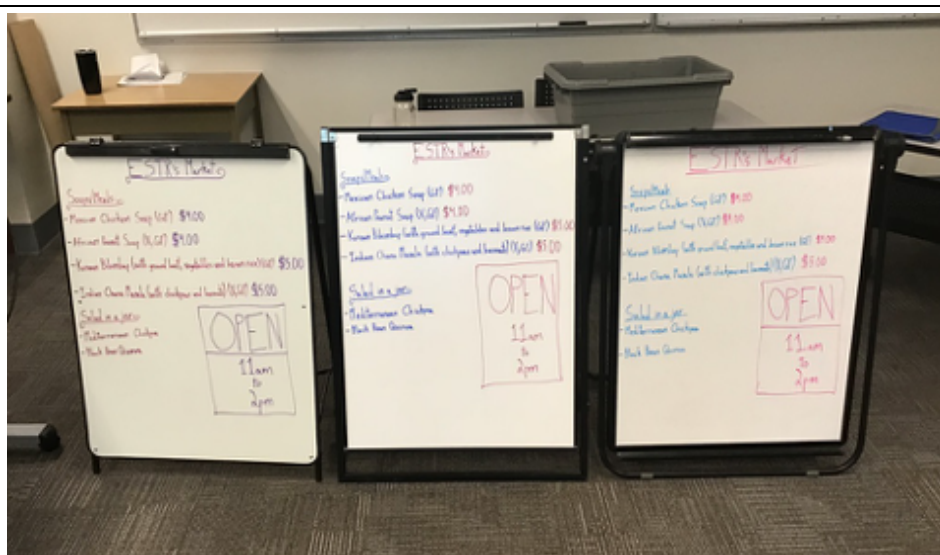 ESTR's Market
Soups/Meals
- Mexican Chicken Soup (GF) $4.00
- African Peanut Soup (V, GF) $4.00
- Korean Bibimbap (with ground beef, vegetables and brown rice) (GF) $5.00
- Indian Chana Masala (with chickpeas and basmati) (V, GF) $5.00
Salad in a jar:
- Mediterranean Chickpea
- Black Bean Quinoa
OPEN
11am
to
2pm
ESTR's Market
Soups/Meals
- Mexican Chicken Soup (GF) $4.00
- African Peanut Soup (V, GF) $4.00
- Korean Bibimbap (with ground beef, vegetables and brown rice) (GF) $5.00
- Indian Chana Masala (with chickpeas and basmati) (V, GF) $5.00
Salad in a jar:
- Mediterranean Chickpea
- Black Bean Quinoa
OPEN
11am
to
2pm
ESTR's Market
Soups/Meals
- Mexican Chicken Soup (GF) $4.00
- African Peanut Soup (V, GF) $4.00
- Korean Bibimbap (with ground beef, vegetables and brown rice) (GF) $5.00
- Indian Chana Masala (with chickpeas and basmati) (V, GF) $5.00
Salad in a jar:
- Mediterranean Chickpea
- Black Bean Quinoa
OPEN
11am
to
2pm